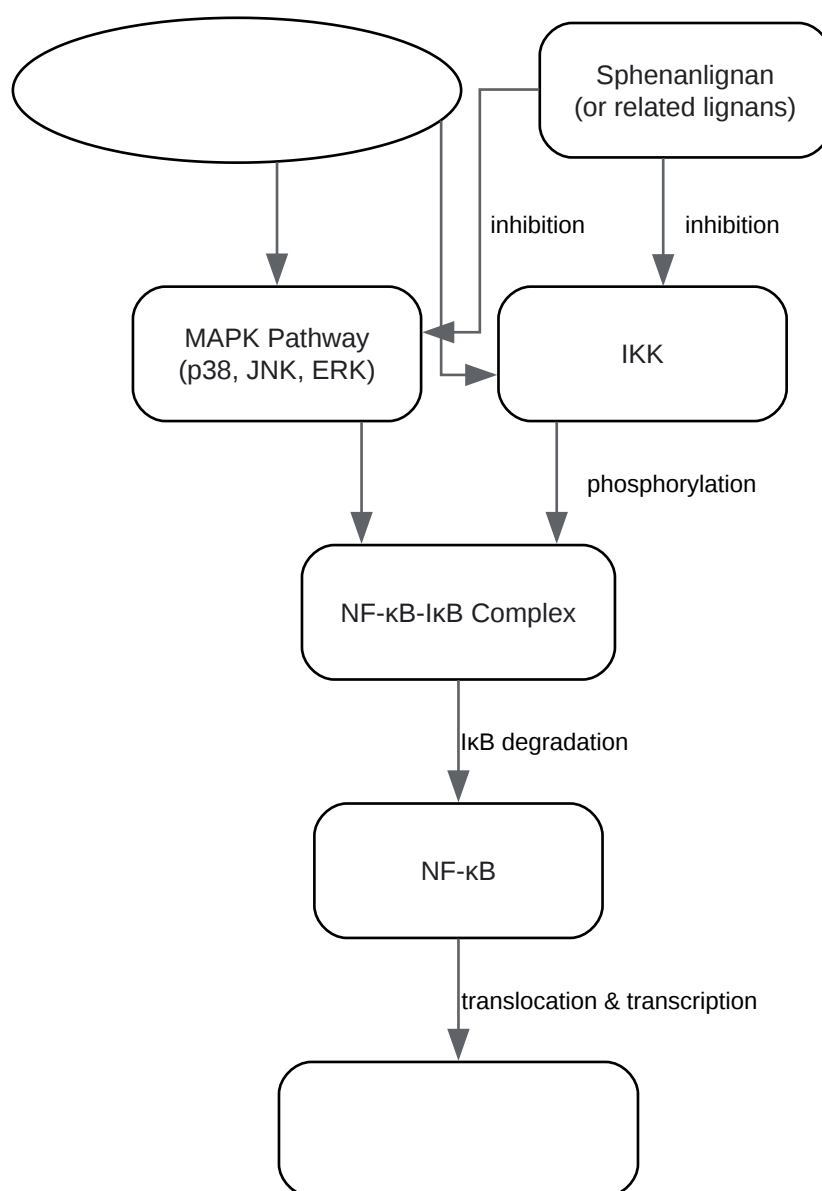 Sphenanlignan
(or related lignans)
inhibition
inhibition
MAPK Pathway
(p38, JNK, ERK)
IKK
phosphorylation
NF-κB-IκB Complex
IκB degradation
NF-κB
translocation & transcription